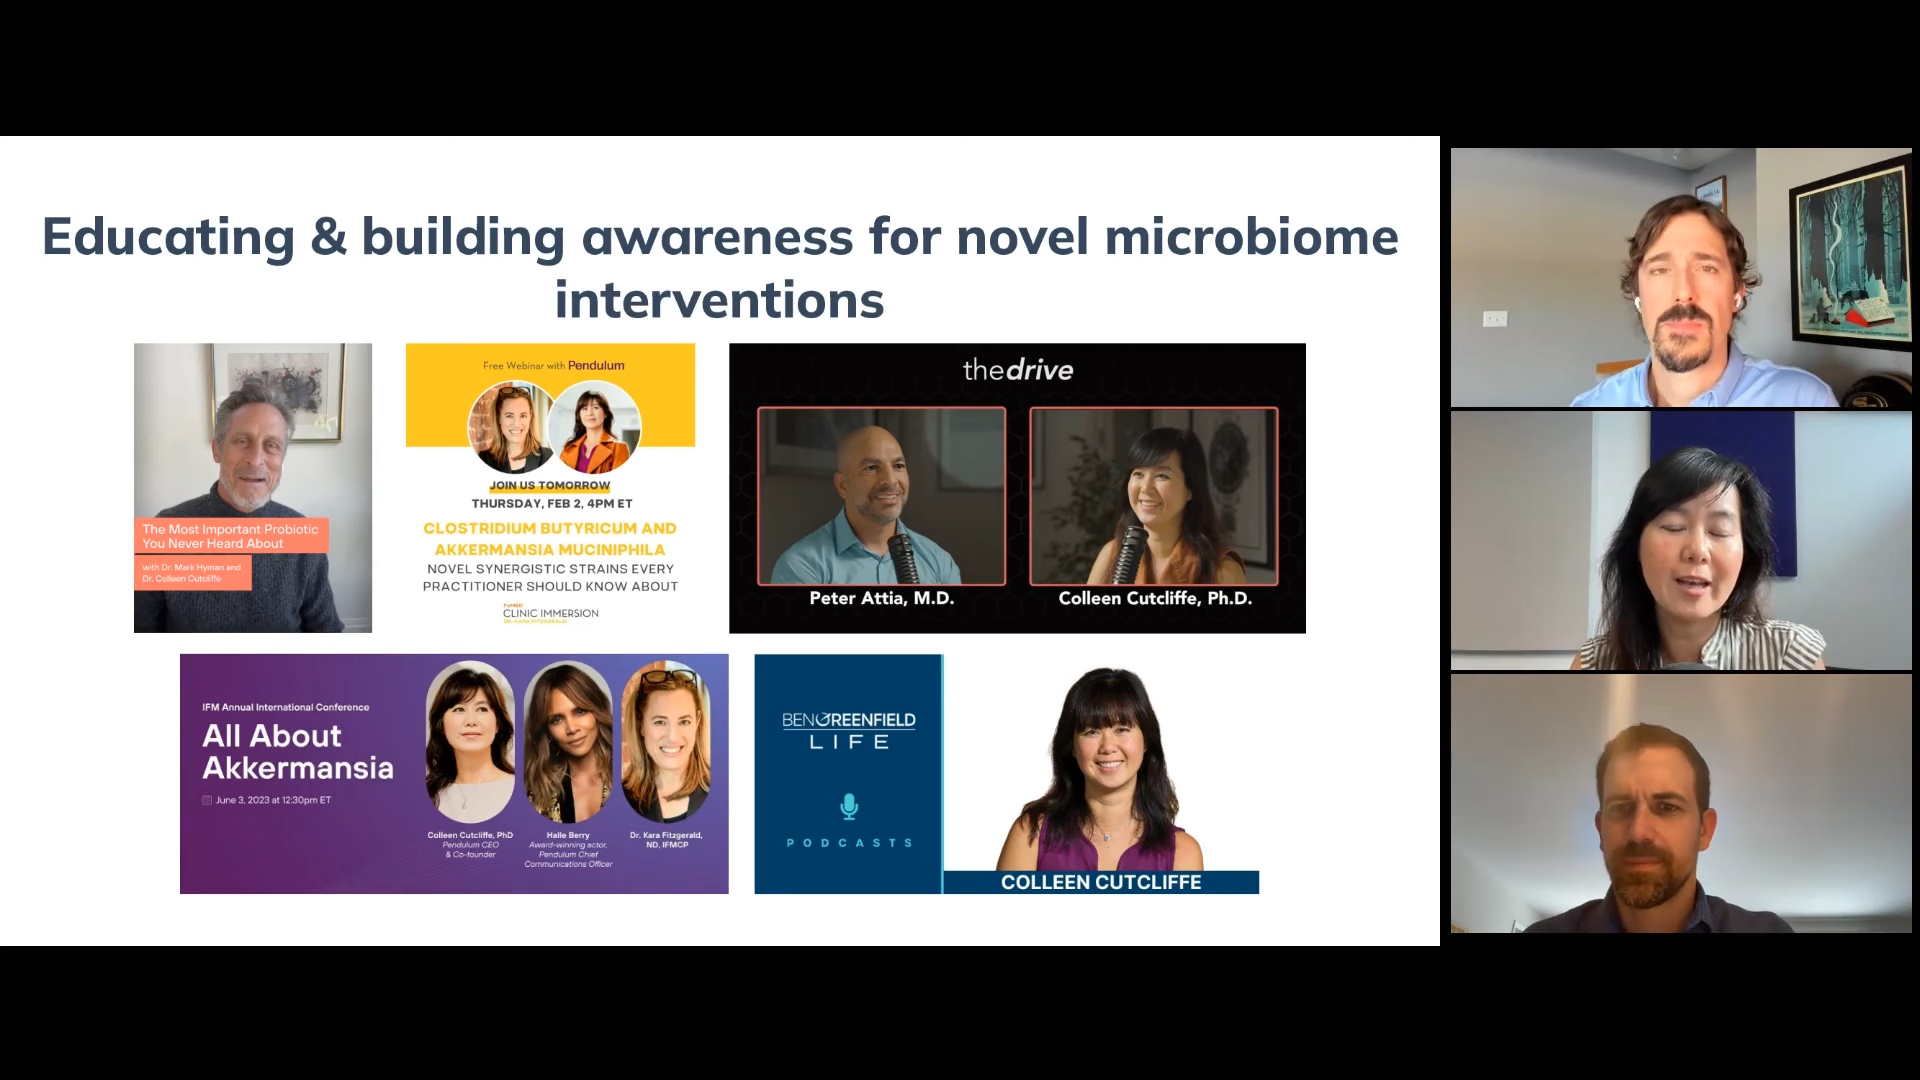 Educating & building awareness for novel microbiome
interventions
The Most Important Probiotic
You Never Heard About
with Dr. Mark Hyman and
Dr. Colleen Cutcliffe
Free Webinar with Pendulum
JOIN US TOMORROW
THURSDAY, FEB 2, 4PM ET
CLOSTRIDIUM BUTYRICUM AND
AKKERMANSIA MUCINIPHILA
NOVEL SYNERGISTIC STRAINS EVERY
PRACTITIONER SHOULD KNOW ABOUT
CLINIC IMMERSION
DR. KARA FITZGERALD
thedrive
Peter Attia, M.D.
Colleen Cutcliffe, Ph.D.
IFM Annual International Conference
All About
Akkermansia
June 3, 2023 at 12:30pm ET
Colleen Cutcliffe, PhD
Pendulum CEO
& Co-founder
Halle Berry
Award-winning actor,
Pendulum Chief
Communications Officer
Dr. Kara Fitzgerald,
ND, IFMCP
BEN GREENFIELD
LIFE
PODCASTS
COLLEEN CUTCLIFFE